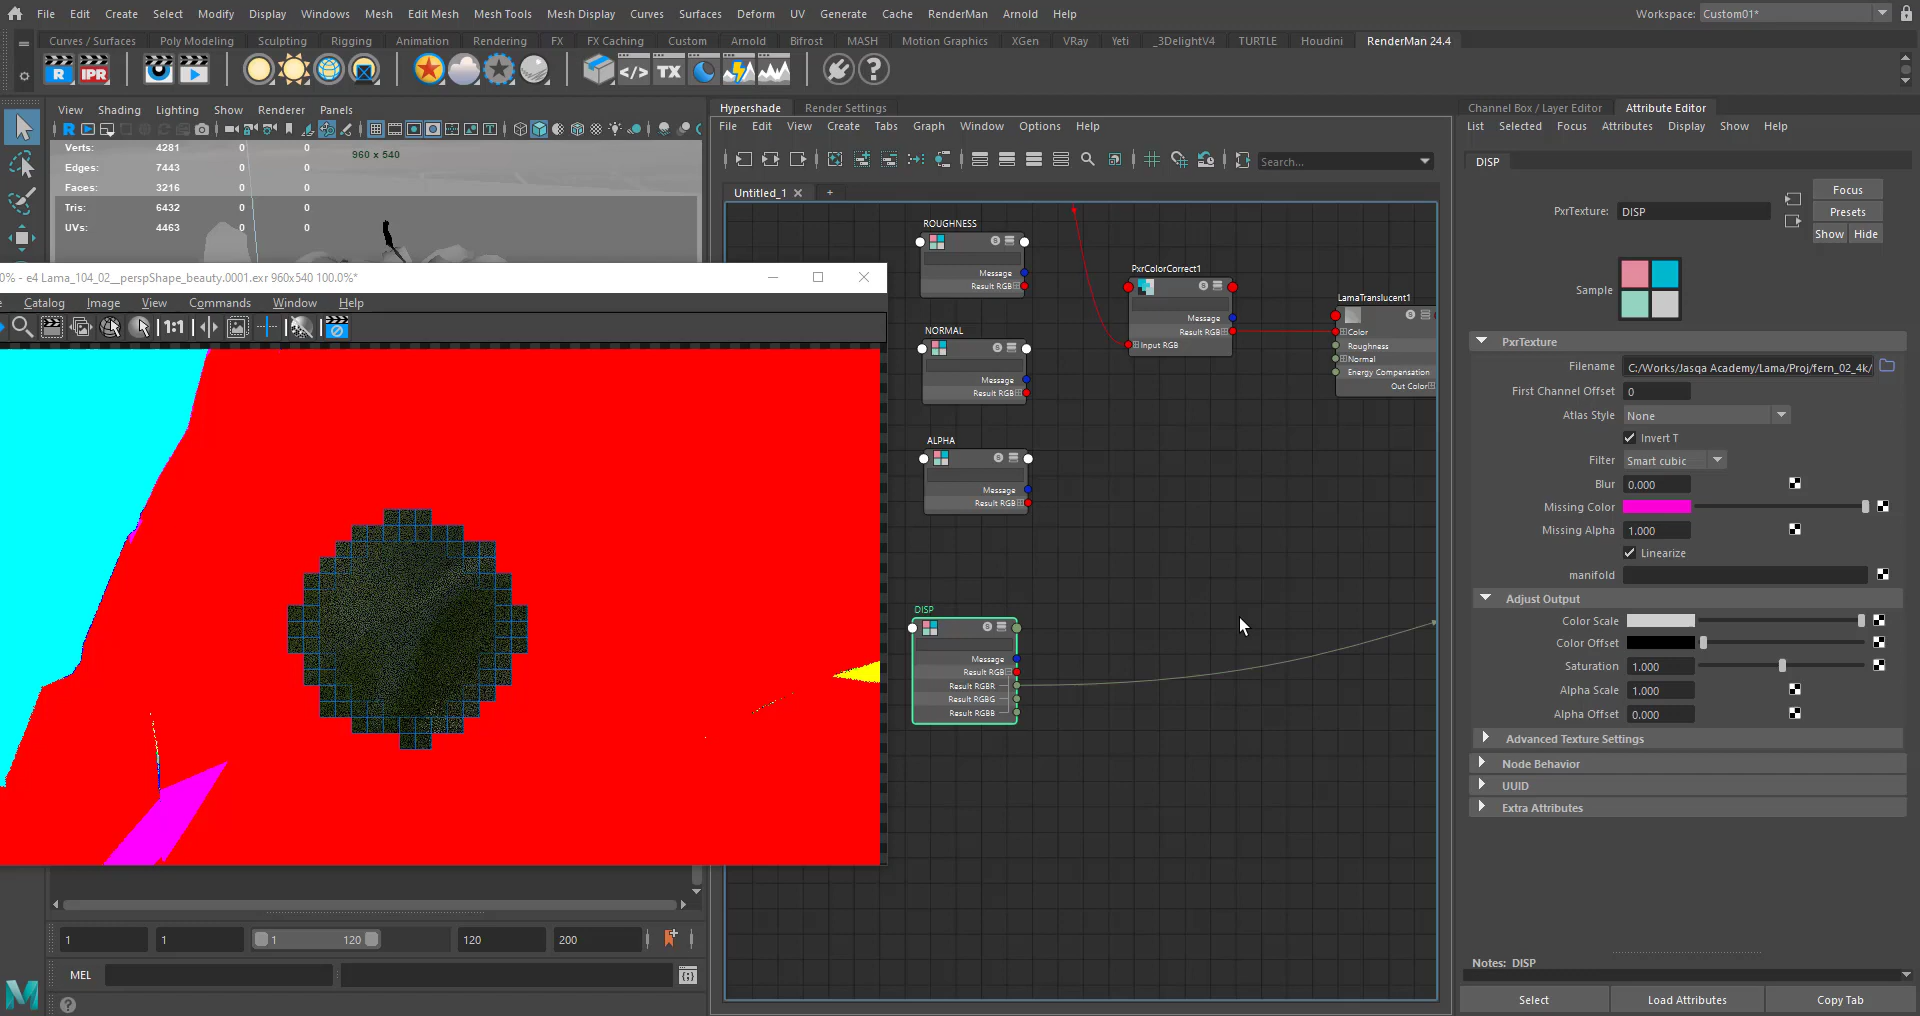 File Edit Create Select Modify Display Windows Mesh Edit Mesh Mesh Tools Mesh Display Curves Surfaces Deform UV Generate Cache RenderMan Arnold Help
Workspace: Custom01*
Curves / Surfaces Poly Modeling Sculpting Rigging Animation Rendering FX FX Caching Custom Arnold Bifrost MASH Motion Graphics XGen VRay Yeti _3DelightV4 TURTLE Houdini RenderMan 24.4
R IPR </> TX
View Shading Lighting Show Renderer Panels
Verts: 4281 0 0
Edges: 7443 0 0
Faces: 3216 0 0
Tris: 6432 0 0
UVs: 4463 0 0
960 x 540
0% - e4 Lama_104_02__perspShape_beauty.0001.exr 960x540 100.0%*
Catalog Image View Commands Window Help
1:1
Hypershade Render Settings
File Edit View Create Tabs Graph Window Options Help
Search...
Untitled_1 +
ROUGHNESS
Message
Result RGB
NORMAL
Message
Result RGB
ALPHA
Message
Result RGB
DISP
Message
Result RGB
Result RGBR
Result RGBG
Result RGBB
PxrColorCorrect1
Message
Result RGB
Input RGB
LamaTranslucent1
Color
Roughness
Normal
Energy Compensation
Out Color
Channel Box / Layer Editor Attribute Editor
List Selected Focus Attributes Display Show Help
DISP
PxrTexture: DISP
Focus
Presets
Show Hide
Sample
PxrTexture
Filename C:/Works/Jasqa Academy/Lama/Proj/fern_02_4k/
First Channel Offset 0
Atlas Style None
Invert T
Filter Smart cubic
Blur 0.000
Missing Color
Missing Alpha 1.000
Linearize
manifold
Adjust Output
Color Scale
Color Offset
Saturation 1.000
Alpha Scale 1.000
Alpha Offset 0.000
Advanced Texture Settings
Node Behavior
UUID
Extra Attributes
Notes: DISP
Select Load Attributes Copy Tab
1 1 1 120 120 200
MEL